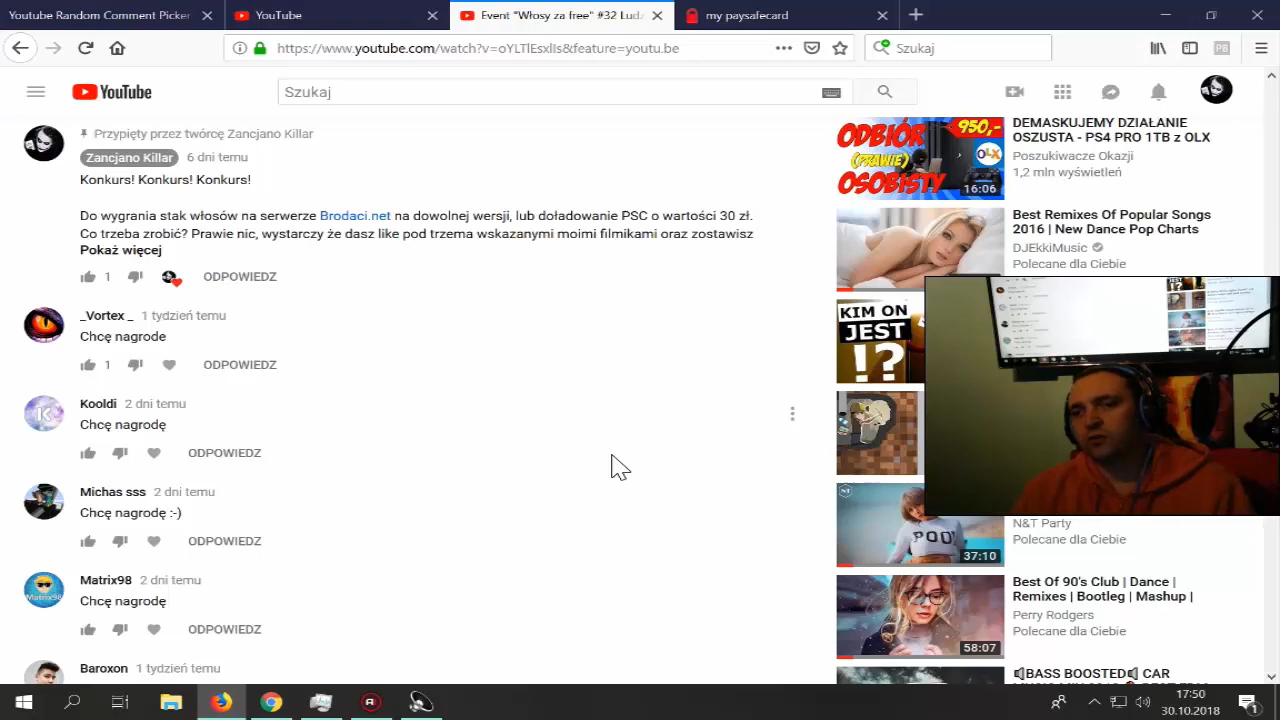 Youtube Random Comment Picker
YouTube
Event "Włosy za free" #32 Ludz
my paysafecard
https://www.youtube.com/watch?v=oYLTlEsxlIs&feature=youtu.be
Szukaj
PB
YouTube
Szukaj
Przypięty przez twórcę Zancjano Killar
Zancjano Killar 6 dni temu
Konkurs! Konkurs! Konkurs!
Do wygrania stak włosów na serwerze Brodaci.net na dowolnej wersji, lub doładowanie PSC o wartości 30 zł.
Co trzeba zrobić? Prawie nic, wystarczy że dasz like pod trzema wskazanymi moimi filmikami oraz zostawisz
Pokaż więcej
1 ODPOWIEDZ
_Vortex _ 1 tydzień temu
Chcę nagrode
1 ODPOWIEDZ
Kooldi 2 dni temu
Chcę nagrodę
ODPOWIEDZ
Michas sss 2 dni temu
Chcę nagrodę :-)
ODPOWIEDZ
Matrix98
Matrix98 2 dni temu
Chcę nagrodę
ODPOWIEDZ
Baroxon 1 tydzień temu
ODBIÓR
950,-
(PRAWIE)
OLX
OSOBISTY
16:06
DEMASKUJEMY DZIAŁANIE
OSZUSTA - PS4 PRO 1TB z OLX
Poszukiwacze Okazji
1,2 mln wyświetleń
Best Remixes Of Popular Songs
2016 | New Dance Pop Charts
DJEkkiMusic
Polecane dla Ciebie
KIM ON
JEST
!?
POOL
37:10
N&T Party
Polecane dla Ciebie
58:07
Best Of 90's Club | Dance |
Remixes | Bootleg | Mashup |
Perry Rodgers
Polecane dla Ciebie
BASS BOOSTED CAR
17:50
30.10.2018
1